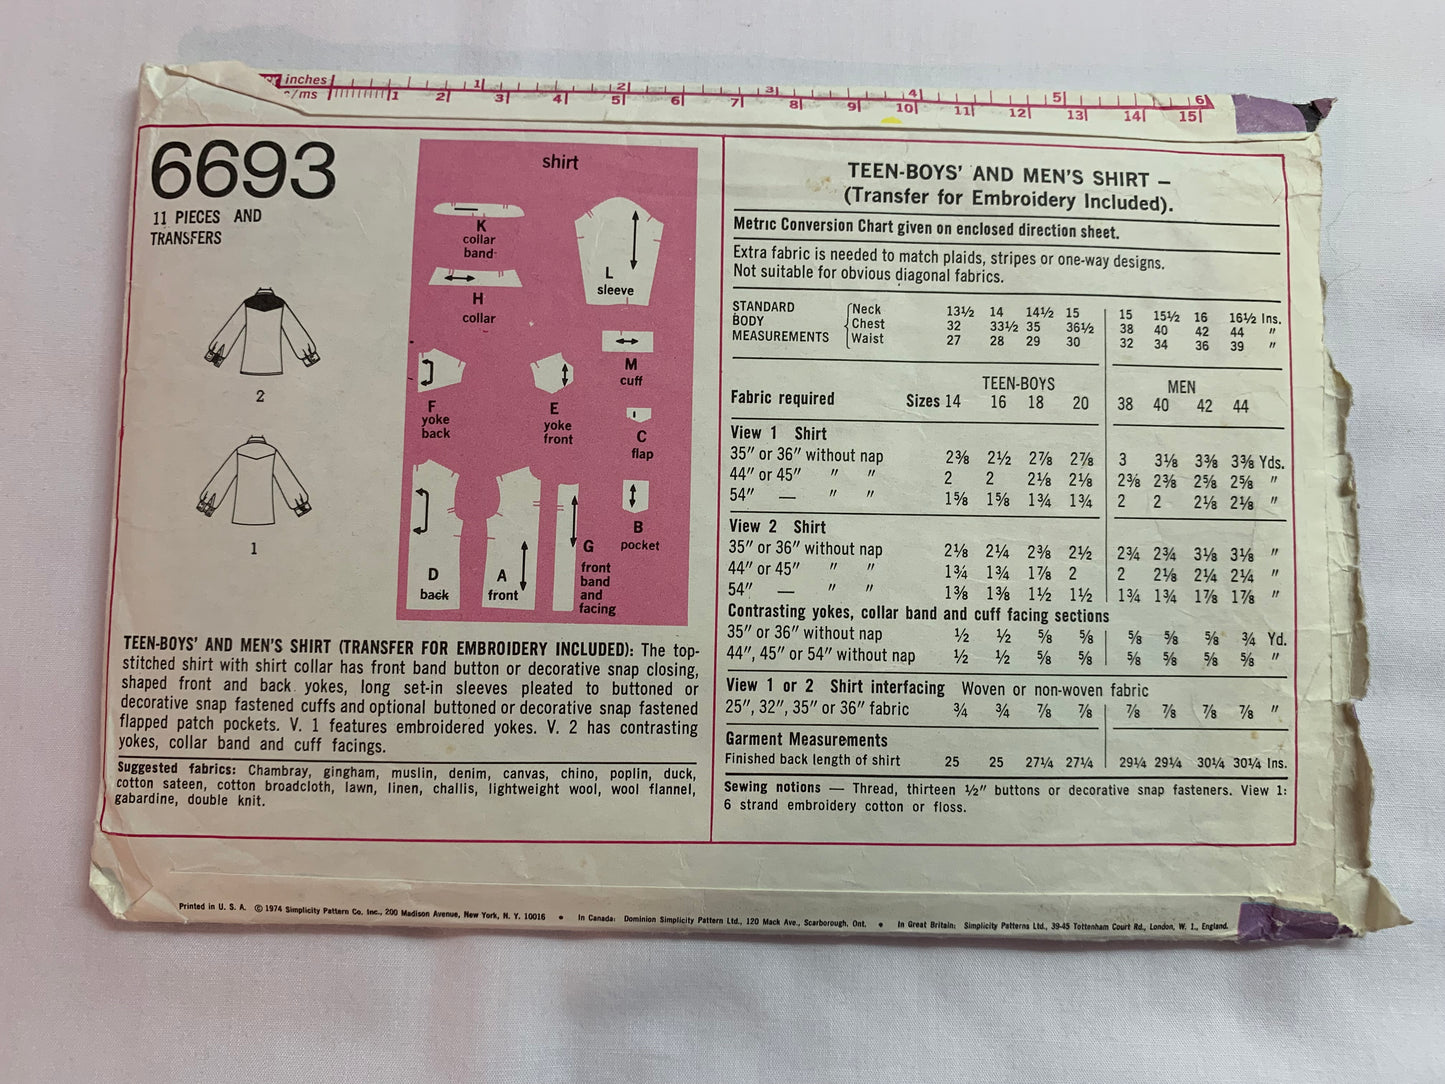 inches 1 2 3 4 5 6
c/ms 1 2 3 4 5 6 7 8 9 10 11 12 13 14 15
6693
11 PIECES AND
TRANSFERS
2
1
shirt
K
collar
band
L
sleeve
H
collar
M
cuff
F
yoke
back
E
yoke
front
C
flap
B
pocket
D
back
A
front
G
front
band
and
facing
TEEN-BOYS' AND MEN'S SHIRT (TRANSFER FOR EMBROIDERY INCLUDED): The top-
stitched shirt with shirt collar has front band button or decorative snap closing,
shaped front and back yokes, long set-in sleeves pleated to buttoned or
decorative snap fastened cuffs and optional buttoned or decorative snap fastened
flapped patch pockets. V. 1 features embroidered yokes. V. 2 has contrasting
yokes, collar band and cuff facings.
Suggested fabrics: Chambray, gingham, muslin, denim, canvas, chino, poplin, duck,
cotton sateen, cotton broadcloth, lawn, linen, challis, lightweight wool, wool flannel,
gabardine, double knit.
TEEN-BOYS' AND MEN'S SHIRT –
(Transfer for Embroidery Included).
Metric Conversion Chart given on enclosed direction sheet.
Extra fabric is needed to match plaids, stripes or one-way designs.
Not suitable for obvious diagonal fabrics.
STANDARD Neck 13½ 14 14½ 15 15 15½ 16 16½ Ins.
BODY Chest 32 33½ 35 36½ 38 40 42 44 "
MEASUREMENTS Waist 27 28 29 30 32 34 36 39 "
TEEN-BOYS MEN
Fabric required Sizes 14 16 18 20 38 40 42 44
View 1 Shirt
35" or 36" without nap 2⅜ 2½ 2⅞ 2⅞ 3 3⅛ 3⅜ 3⅜ Yds.
44" or 45" " " 2 2 2⅛ 2⅛ 2⅜ 2⅜ 2⅝ 2⅝ "
54" — " " 1⅝ 1⅝ 1¾ 1¾ 2 2 2⅛ 2⅛ "
View 2 Shirt
35" or 36" without nap 2⅛ 2¼ 2⅜ 2½ 2¾ 2¾ 3⅛ 3⅛ "
44" or 45" " " 1¾ 1¾ 1⅞ 2 2 2⅛ 2¼ 2¼ "
54" — " " 1⅜ 1⅜ 1½ 1½ 1¾ 1¾ 1⅞ 1⅞ "
Contrasting yokes, collar band and cuff facing sections
35" or 36" without nap ½ ½ ⅝ ⅝ ⅝ ⅝ ⅝ ¾ Yd.
44", 45" or 54" without nap ½ ½ ⅝ ⅝ ⅝ ⅝ ⅝ ⅝ "
View 1 or 2 Shirt interfacing Woven or non-woven fabric
25", 32", 35" or 36" fabric ¾ ¾ ⅞ ⅞ ⅞ ⅞ ⅞ ⅞ "
Garment Measurements
Finished back length of shirt 25 25 27¼ 27¼ 29¼ 29¼ 30¼ 30¼ Ins.
Sewing notions — Thread, thirteen ½" buttons or decorative snap fasteners. View 1:
6 strand embroidery cotton or floss.
Printed in U. S. A. © 1974 Simplicity Pattern Co. Inc., 200 Madison Avenue, New York, N. Y. 10016 • In Canada: Dominion Simplicity Pattern Ltd., 120 Mack Ave., Scarborough, Ont. • In Great Britain: Simplicity Patterns Ltd., 39-45 Tottenham Court Rd., London, W. 1., England.